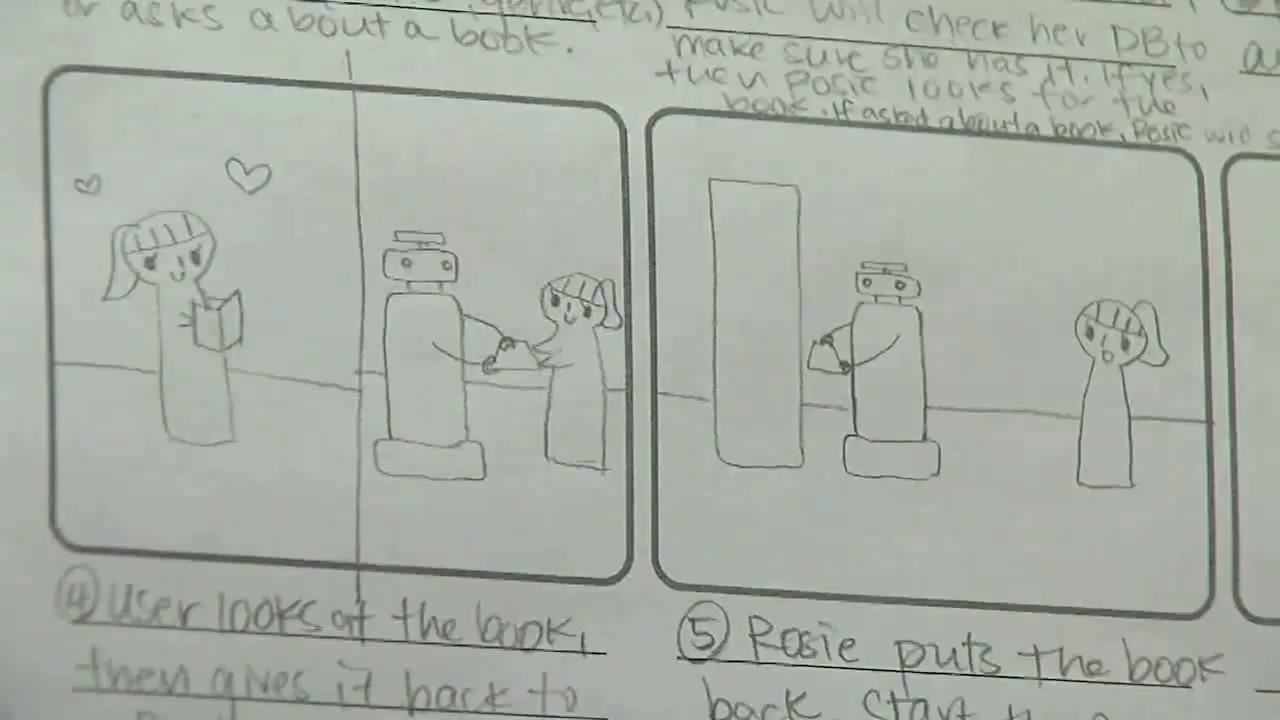 or asks about a book.
Rosie will check her DB to
make sure she has it. If yes,
then Rosie looks for the
book. If asked about a book, Rosie will
④ User looks at the book,
then gives it back to
⑤ Rosie puts the book
back